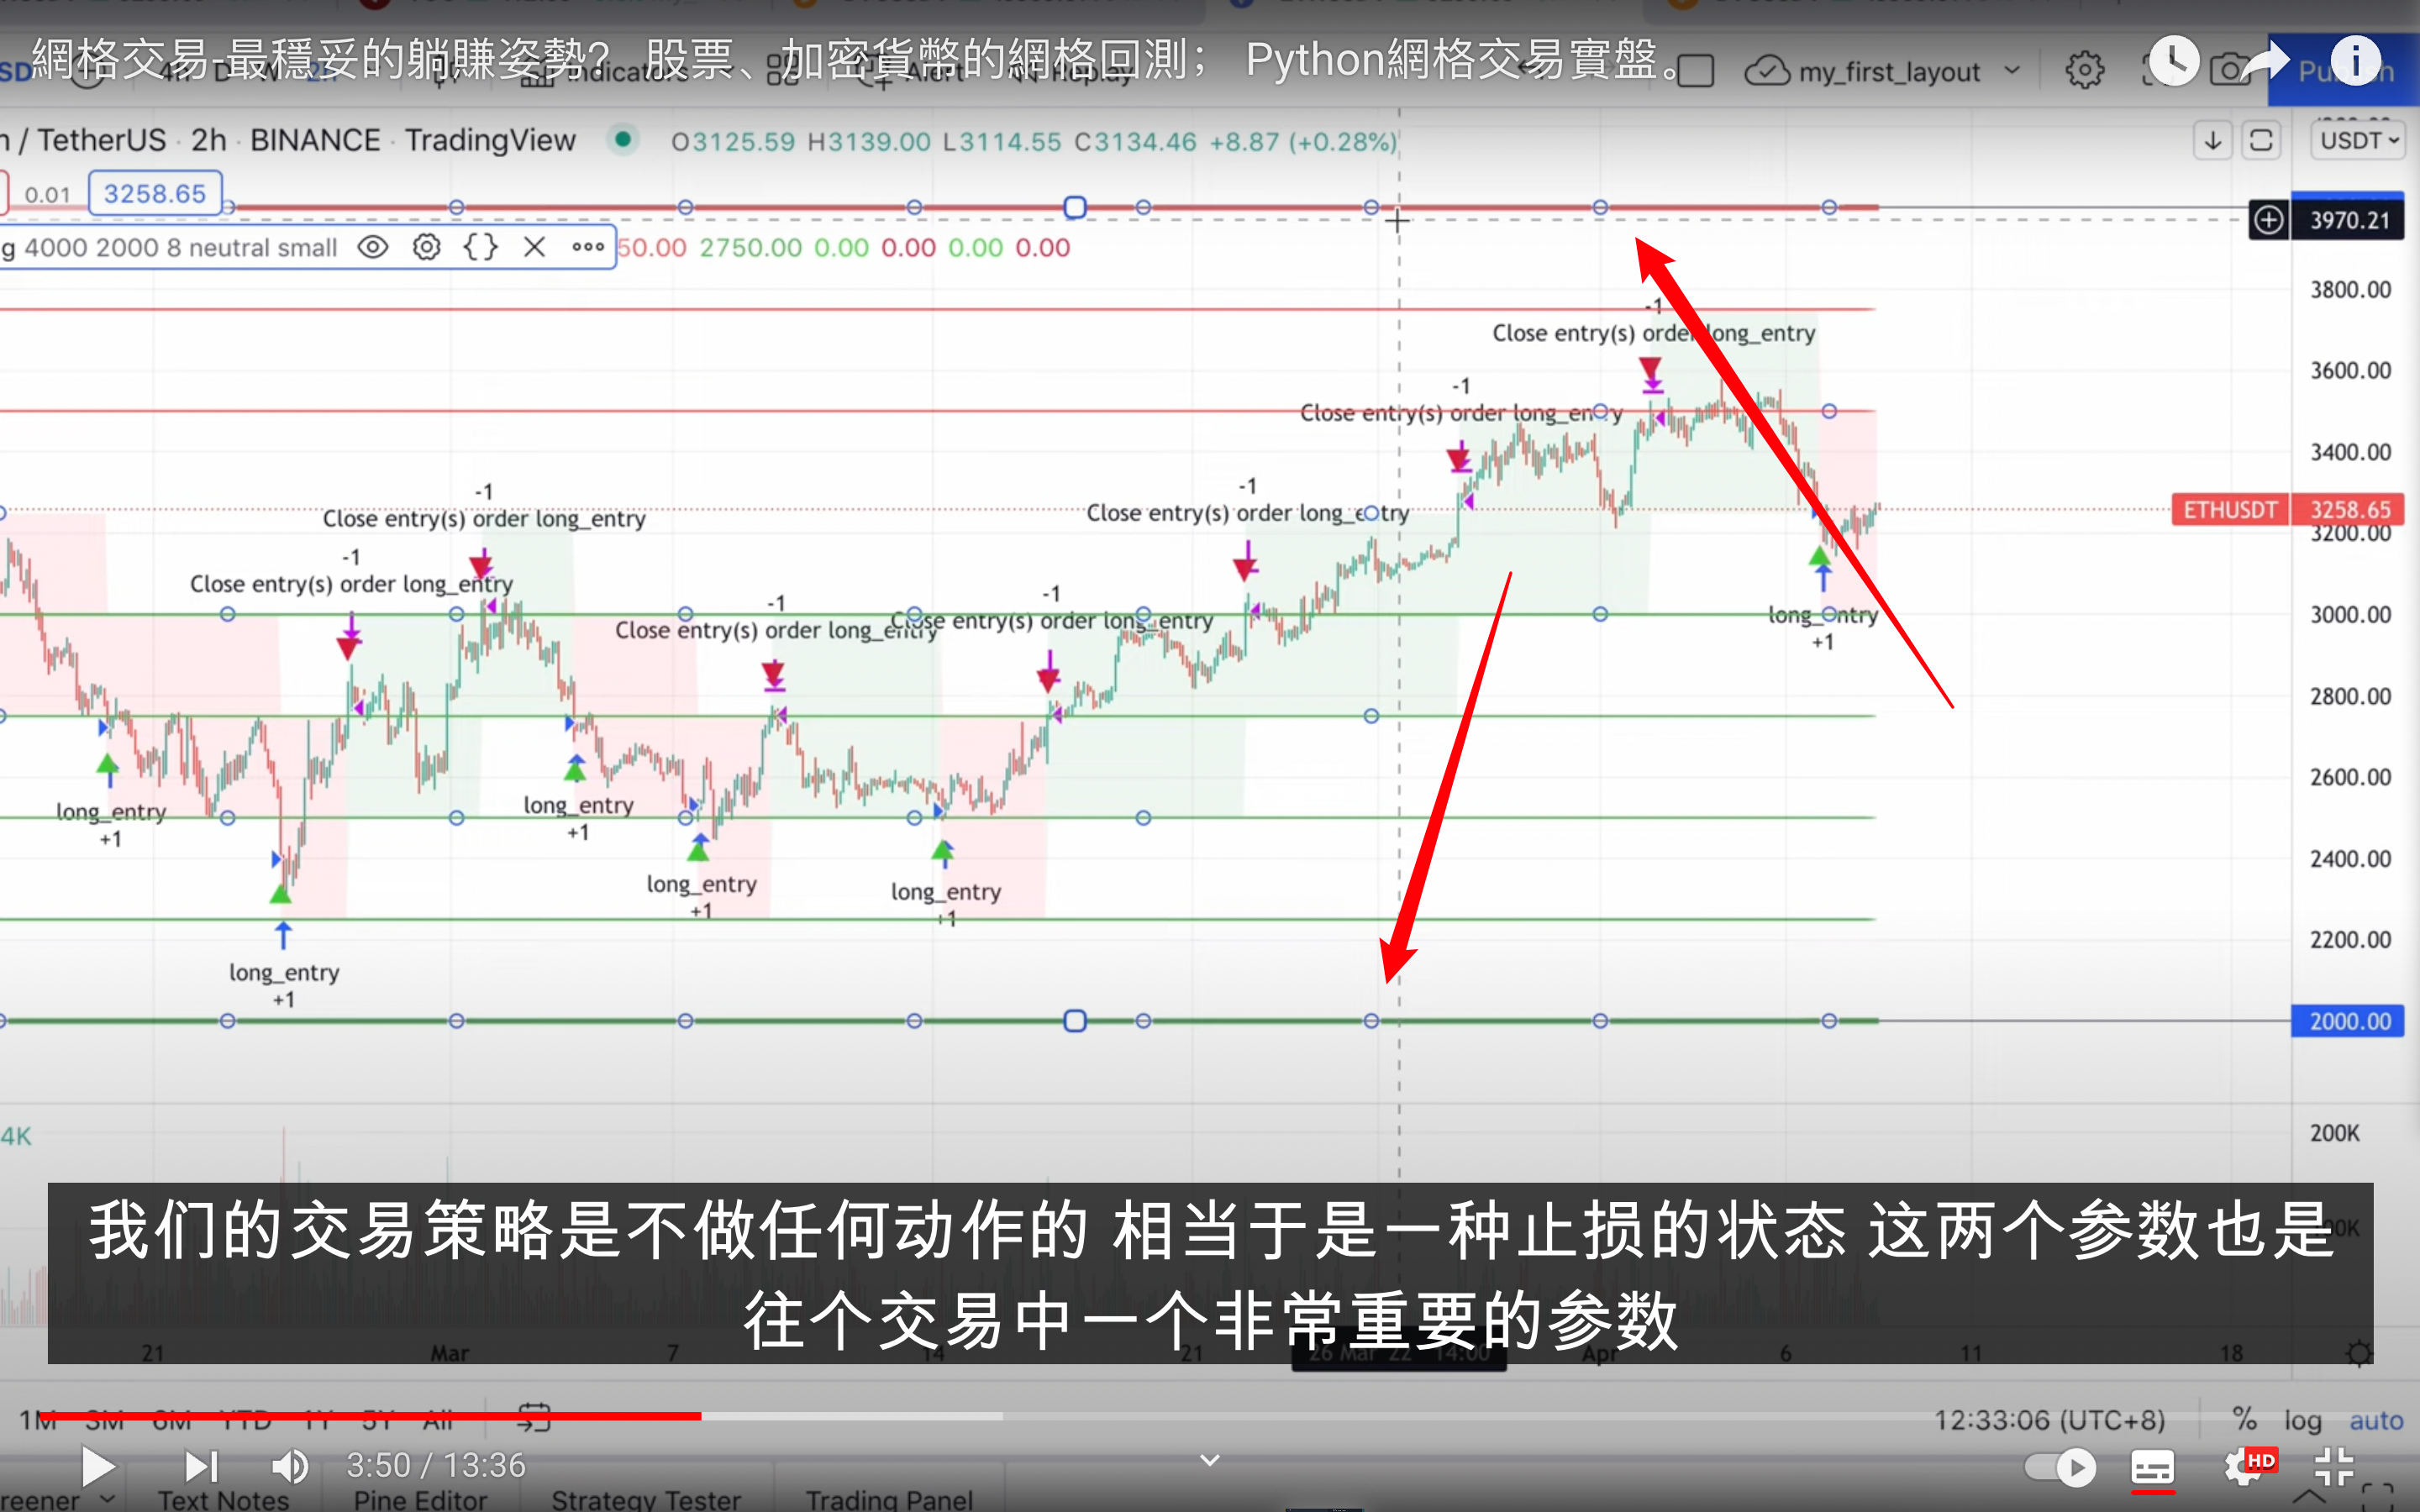 網格交易-最穩妥的躺賺姿勢？ 股票、加密貨幣的網格回測； Python網格交易實盤。
SD 4h D W 2h Indicators Alert Replay my_first_layout Publish
/ TetherUS · 2h · BINANCE · TradingView O3125.59 H3139.00 L3114.55 C3134.46 +8.87 (+0.28%) USDT
0.01 3258.65
3970.21
g 4000 2000 8 neutral small 50.00 2750.00 0.00 0.00 0.00 0.00
3800.00
-1
Close entry(s) order long_entry
3600.00
-1
Close entry(s) order long_entry
3400.00
-1
Close entry(s) order long_entry
-1
Close entry(s) order long_entry
ETHUSDT 3258.65
3200.00
-1
Close entry(s) order long_entry
-1
Close entry(s) order long_entry
-1
Close entry(s) order long_entry
3000.00
long_entry
+1
2800.00
2600.00
long_entry
+1
long_entry
+1
2400.00
long_entry
+1
long_entry
+1
2200.00
long_entry
+1
2000.00
4K
200K
我们的交易策略是不做任何动作的 相当于是一种止损的状态 这两个参数也是
往个交易中一个非常重要的参数
21 Mar 7 14 21 26 Mar '22 14:00 Apr 6 11 18
1M 3M 6M YTD 1Y 5Y All 12:33:06 (UTC+8) % log auto
3:50 / 13:36 HD
reener Text Notes Pine Editor Strategy Tester Trading Panel